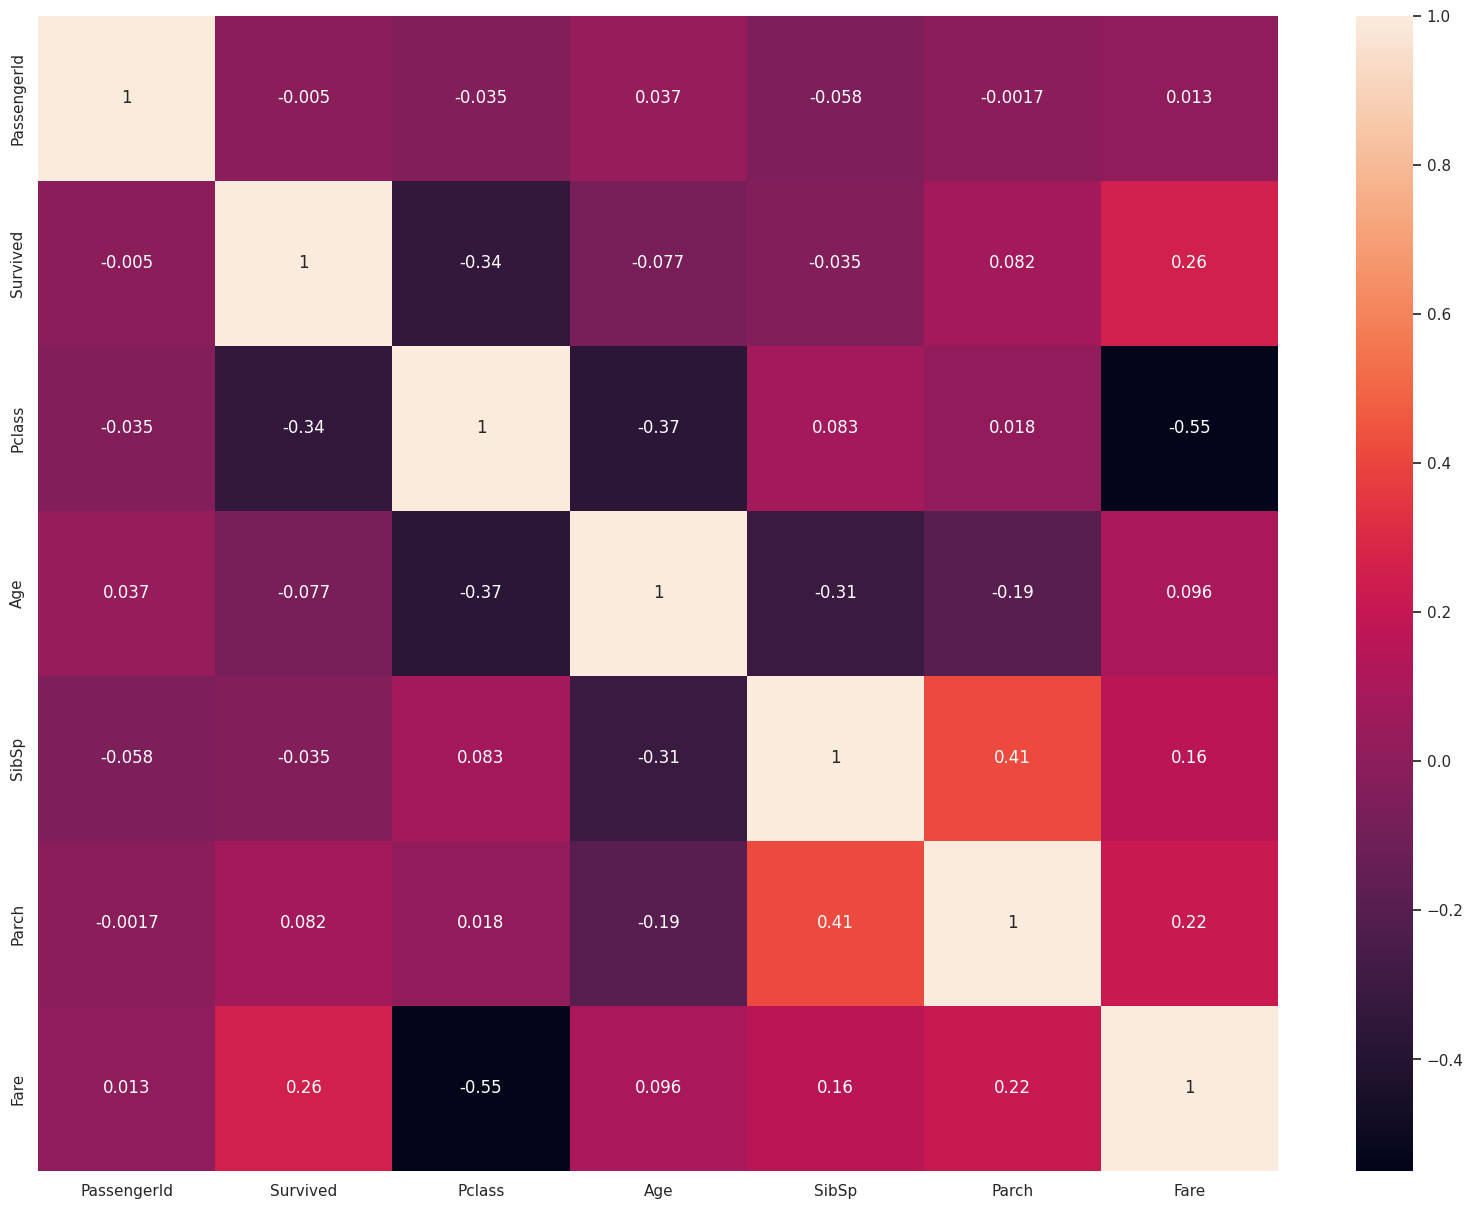 PassengerId 1 -0.005 -0.035 0.037 -0.058 -0.0017 0.013
Survived -0.005 1 -0.34 -0.077 -0.035 0.082 0.26
Pclass -0.035 -0.34 1 -0.37 0.083 0.018 -0.55
Age 0.037 -0.077 -0.37 1 -0.31 -0.19 0.096
SibSp -0.058 -0.035 0.083 -0.31 1 0.41 0.16
Parch -0.0017 0.082 0.018 -0.19 0.41 1 0.22
Fare 0.013 0.26 -0.55 0.096 0.16 0.22 1
PassengerId Survived Pclass Age SibSp Parch Fare
1.0
0.8
0.6
0.4
0.2
0.0
−0.2
−0.4